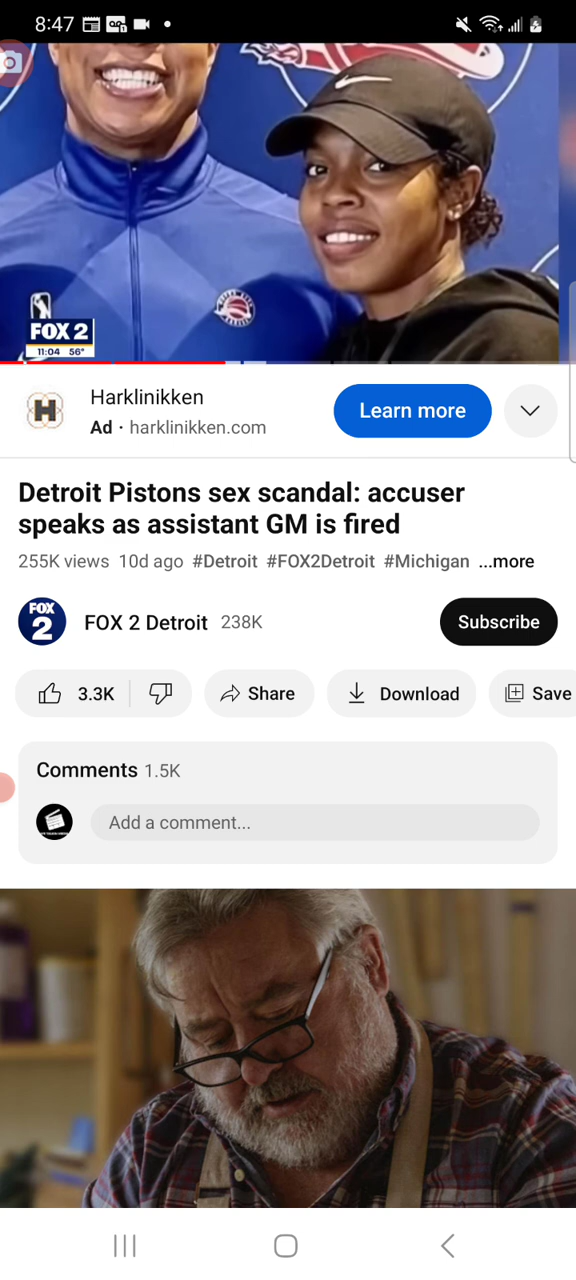 8:47
FOX 2
11:04 56°
Harklinikken
Ad · harklinikken.com
Learn more
Detroit Pistons sex scandal: accuser
speaks as assistant GM is fired
255K views 10d ago #Detroit #FOX2Detroit #Michigan ...more
FOX
2
FOX 2 Detroit 238K
Subscribe
3.3K
Share
Download
Save
Comments 1.5K
Add a comment...